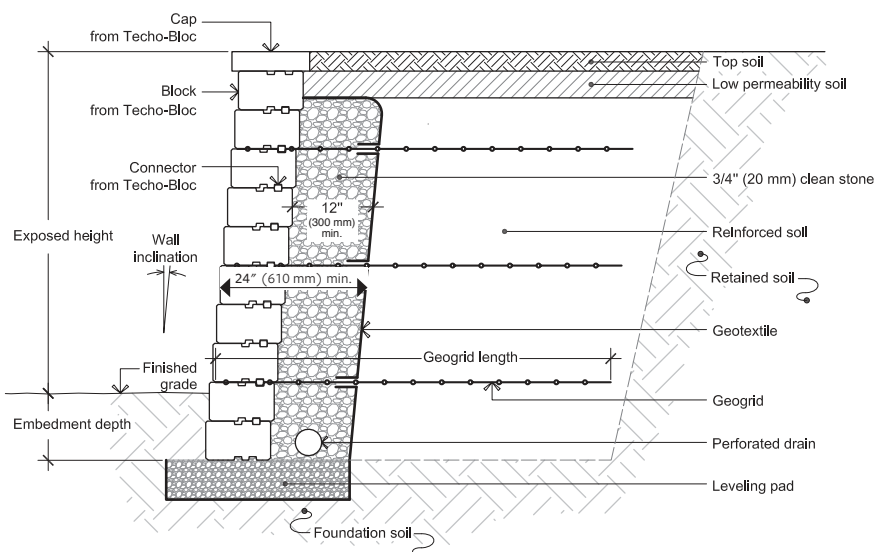 Cap
from Techo-Bloc
Top soil
Low permeability soil
Block
from Techo-Bloc
Connector
from Techo-Bloc
3/4" (20 mm) clean stone
12"
(300 mm)
min.
Exposed height
Wall
inclination
Reinforced soil
Retained soil
24" (610 mm) min.
Geotextile
Geogrid length
Finished
grade
Geogrid
Embedment depth
Perforated drain
Leveling pad
Foundation soil